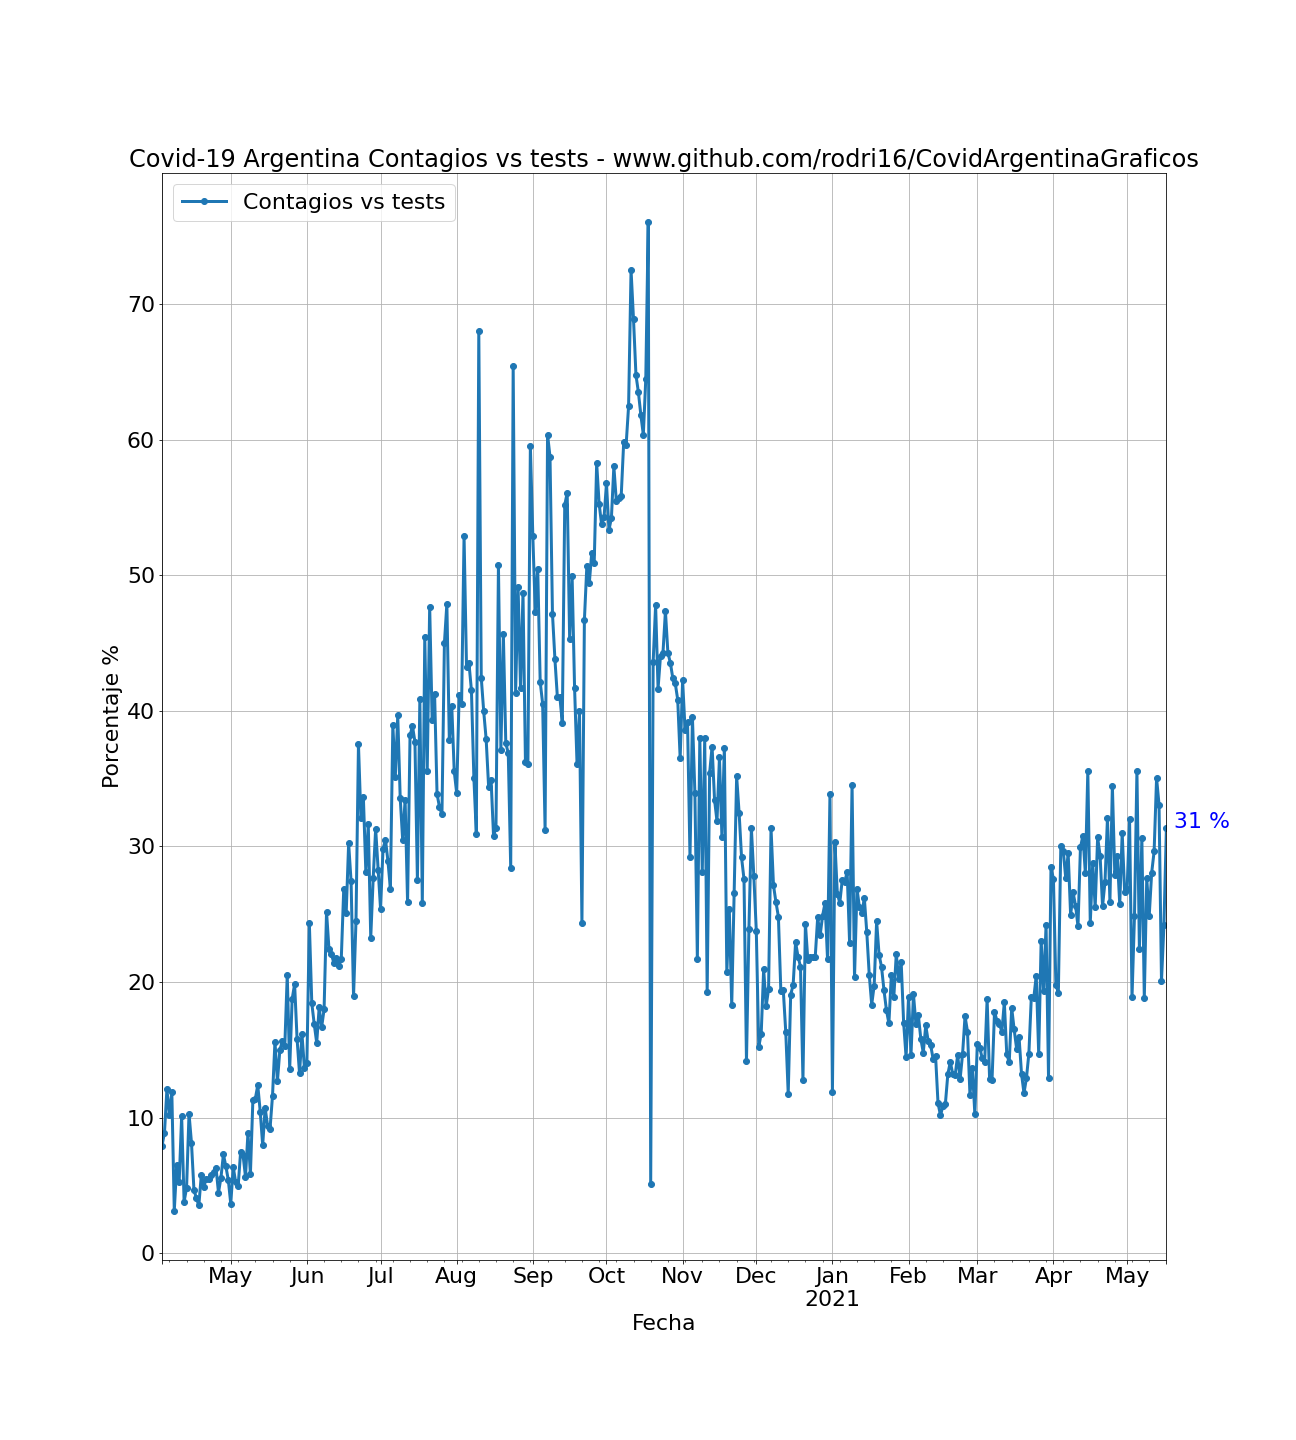 Covid-19 Argentina Contagios vs tests - www.github.com/rodri16/CovidArgentinaGraficos
Contagios vs tests
70
60
50
40
30
20
10
0
Porcentaje %
31 %
May Jun Jul Aug Sep Oct Nov Dec Jan Feb Mar Apr May
2021
Fecha